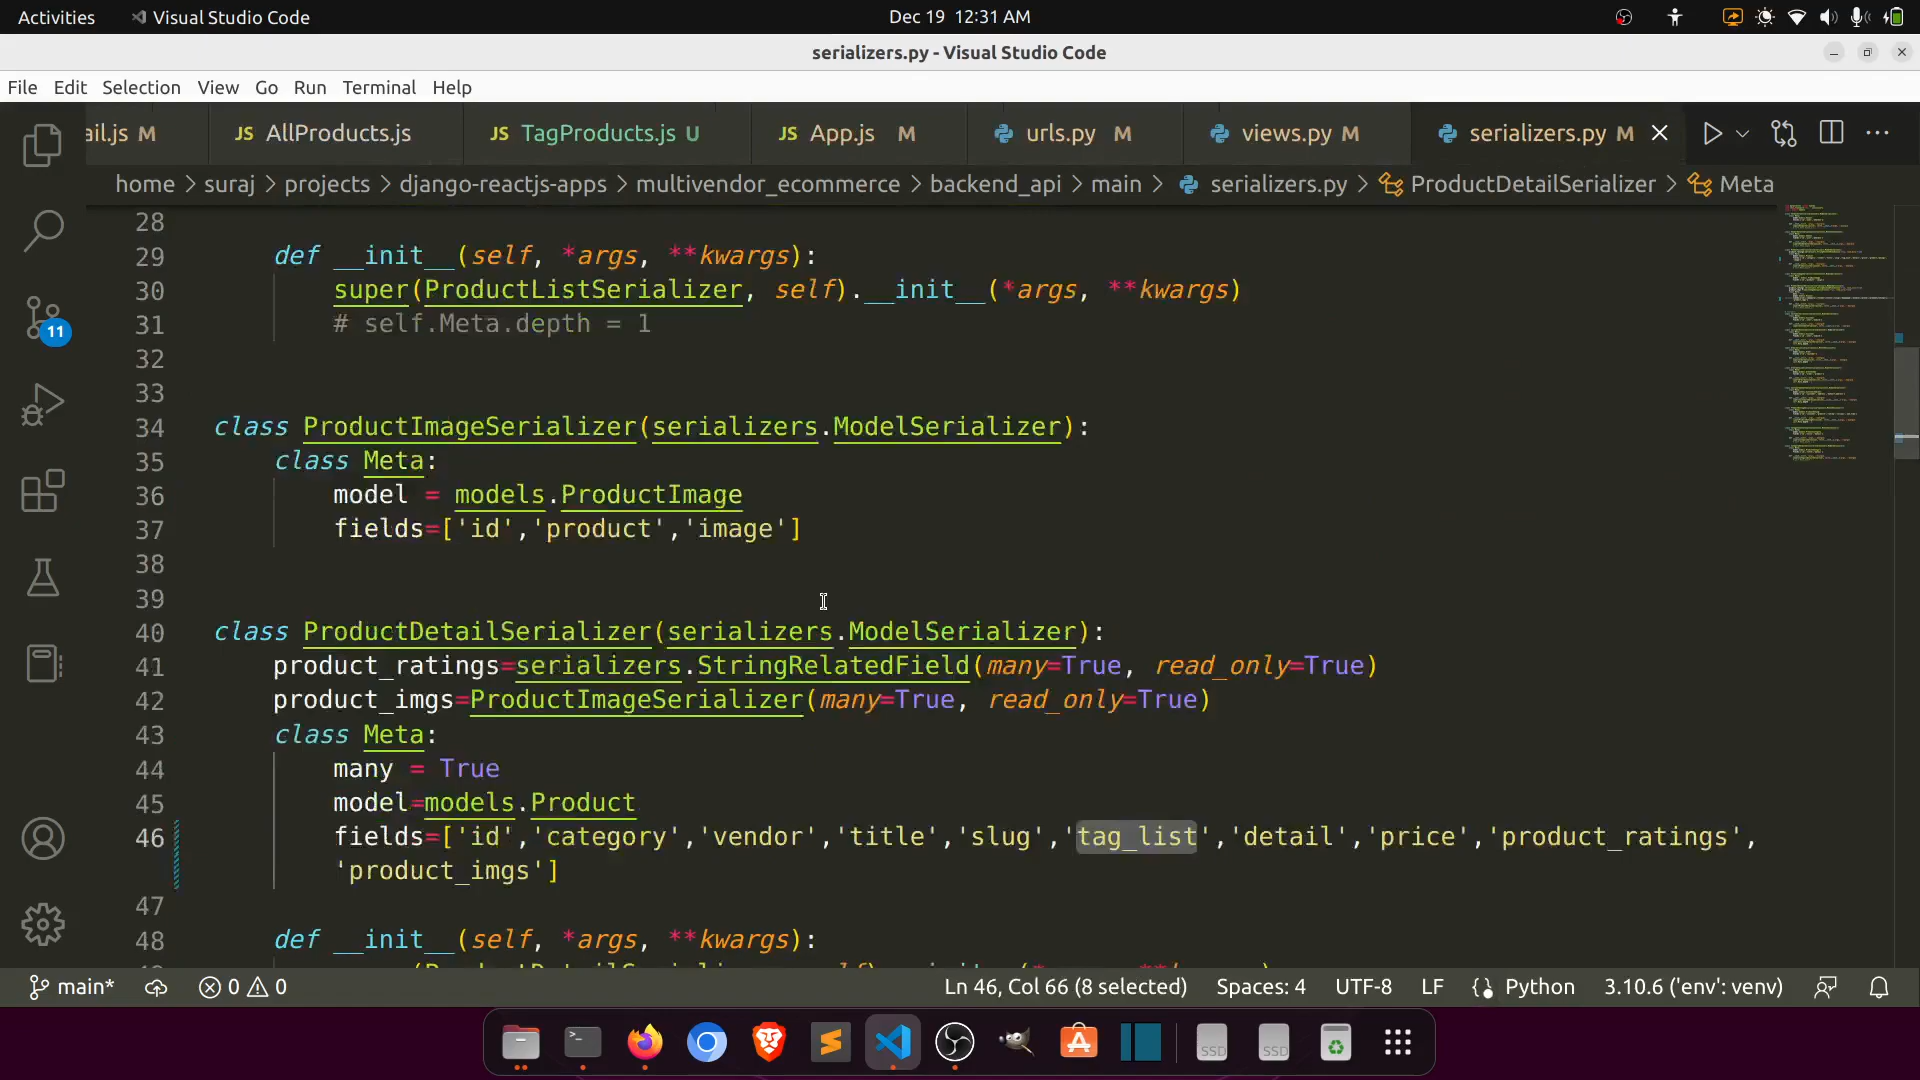 Activities Visual Studio Code Dec 19 12:31 AM
serializers.py - Visual Studio Code
File Edit Selection View Go Run Terminal Help
ail.js M JS AllProducts.js JS TagProducts.js U JS App.js M urls.py M views.py M serializers.py M
home > suraj > projects > django-reactjs-apps > multivendor_ecommerce > backend_api > main > serializers.py > ProductDetailSerializer > Meta
28
29 def __init__(self, *args, **kwargs):
30 super(ProductListSerializer, self).__init__(*args, **kwargs)
31 # self.Meta.depth = 1
32
33
34 class ProductImageSerializer(serializers.ModelSerializer):
35 class Meta:
36 model = models.ProductImage
37 fields=['id','product','image']
38
39
40 class ProductDetailSerializer(serializers.ModelSerializer):
41 product_ratings=serializers.StringRelatedField(many=True, read_only=True)
42 product_imgs=ProductImageSerializer(many=True, read_only=True)
43 class Meta:
44 many = True
45 model=models.Product
46 fields=['id','category','vendor','title','slug','tag_list','detail','price','product_ratings',
'product_imgs']
47
48 def __init__(self, *args, **kwargs):
11
main* 0 0 Ln 46, Col 66 (8 selected) Spaces: 4 UTF-8 LF Python 3.10.6 ('env': venv)
SSD SSD